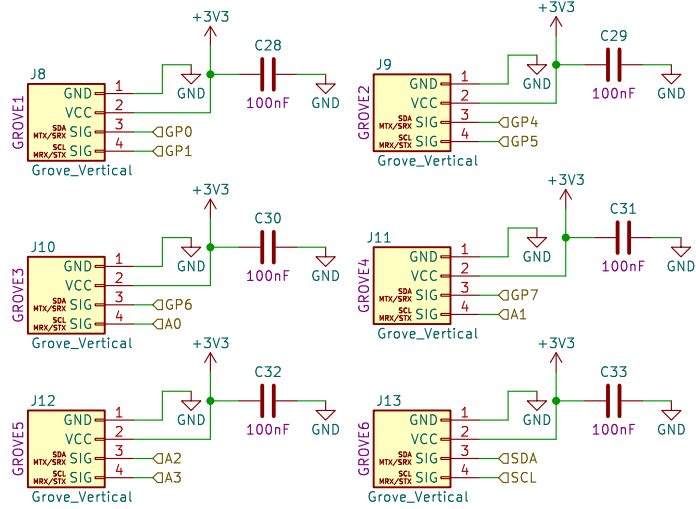 +3V3
C28
100nF
GND
GND
J8
GROVE1
GND 1
VCC 2
SDA MTX/SRX SIG 3 GP0
SCL MRX/STX SIG 4 GP1
Grove_Vertical
+3V3
C29
100nF
GND
GND
J9
GROVE2
GND 1
VCC 2
SDA MTX/SRX SIG 3 GP4
SCL MRX/STX SIG 4 GP5
Grove_Vertical
+3V3
C30
100nF
GND
GND
J10
GROVE3
GND 1
VCC 2
SDA MTX/SRX SIG 3 GP6
SCL MRX/STX SIG 4 A0
Grove_Vertical
+3V3
C31
100nF
GND
GND
J11
GROVE4
GND 1
VCC 2
SDA MTX/SRX SIG 3 GP7
SCL MRX/STX SIG 4 A1
Grove_Vertical
+3V3
C32
100nF
GND
GND
J12
GROVE5
GND 1
VCC 2
SDA MTX/SRX SIG 3 A2
SCL MRX/STX SIG 4 A3
Grove_Vertical
+3V3
C33
100nF
GND
GND
J13
GROVE6
GND 1
VCC 2
SDA MTX/SRX SIG 3 SDA
SCL MRX/STX SIG 4 SCL
Grove_Vertical